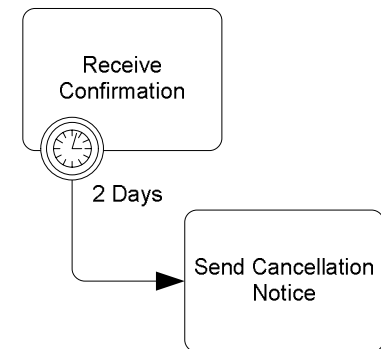 Receive
Confirmation
2 Days
Send Cancellation
Notice